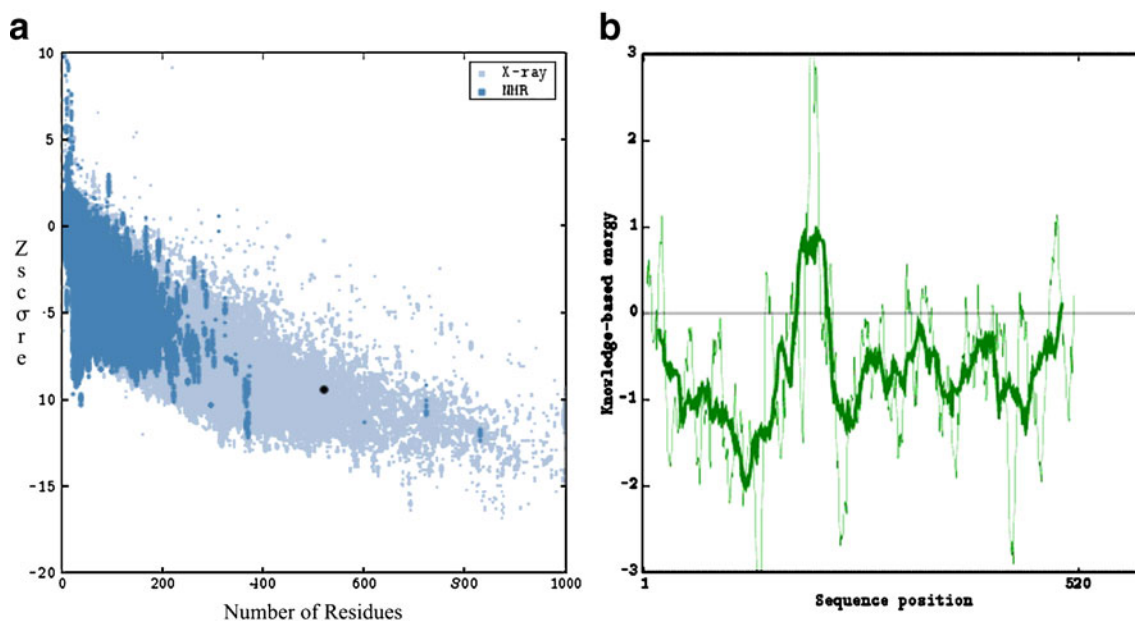 a
10
5
0
-5
10
-15
-20
Z score
0
200
-400
600
-800
1000
Number of Residues
X-ray
NMR
b
3
2
1
0
-1
-2
-3
Knowledge-based energy
1
520
Sequence position